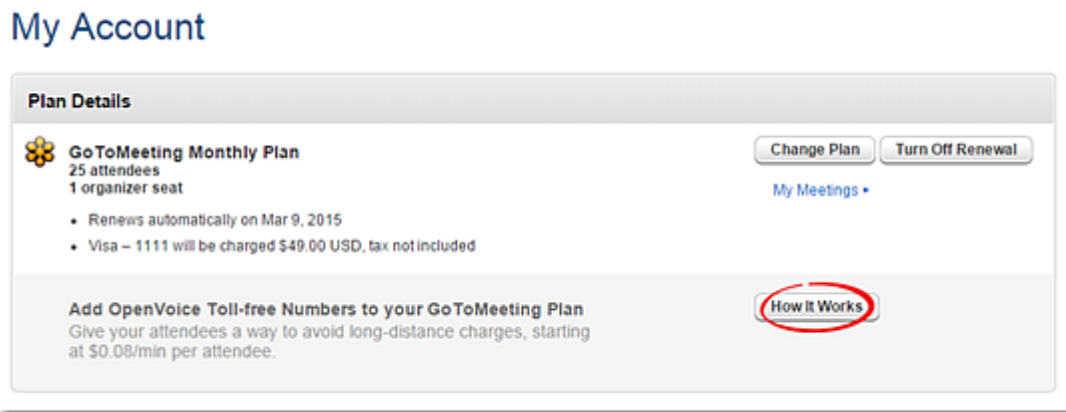 My Account
Plan Details
GoToMeeting Monthly Plan
25 attendees
1 organizer seat
Change Plan
Turn Off Renewal
My Meetings ▸
• Renews automatically on Mar 9, 2015
• Visa – 1111 will be charged $49.00 USD, tax not included
Add OpenVoice Toll-free Numbers to your GoToMeeting Plan
How It Works
Give your attendees a way to avoid long-distance charges, starting
at $0.08/min per attendee.